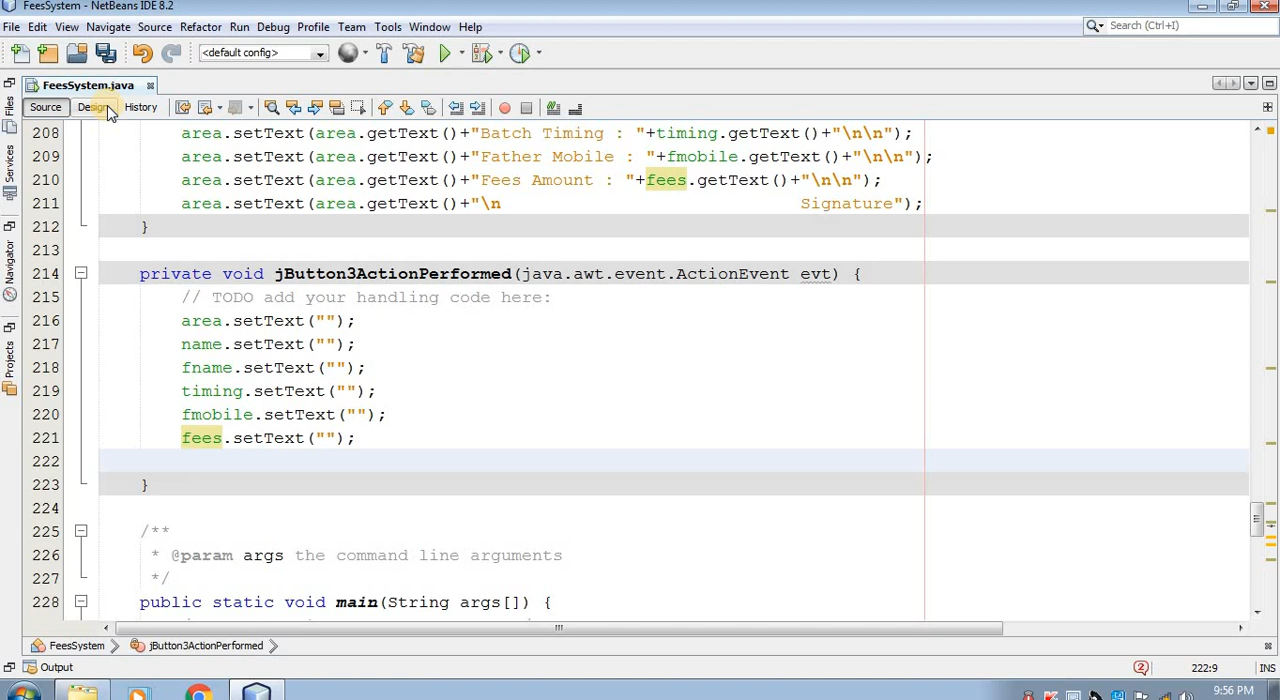 FeesSystem - NetBeans IDE 8.2
File Edit View Navigate Source Refactor Run Debug Profile Team Tools Window Help
Search (Ctrl+I)
<default config>
FeesSystem.java
Source Design History
Files
Services
Navigator
Projects
208 area.setText(area.getText()+"Batch Timing : "+timing.getText()+"\n\n");
209 area.setText(area.getText()+"Father Mobile : "+fmobile.getText()+"\n\n");
210 area.setText(area.getText()+"Fees Amount : "+fees.getText()+"\n\n");
211 area.setText(area.getText()+"\n Signature");
212 }
213
214 private void jButton3ActionPerformed(java.awt.event.ActionEvent evt) {
215 // TODO add your handling code here:
216 area.setText("");
217 name.setText("");
218 fname.setText("");
219 timing.setText("");
220 fmobile.setText("");
221 fees.setText("");
222
223 }
224
225 /**
226 * @param args the command line arguments
227 */
228 public static void main(String args[]) {
FeesSystem jButton3ActionPerformed
Output
2 222:9 INS
9:56 PM